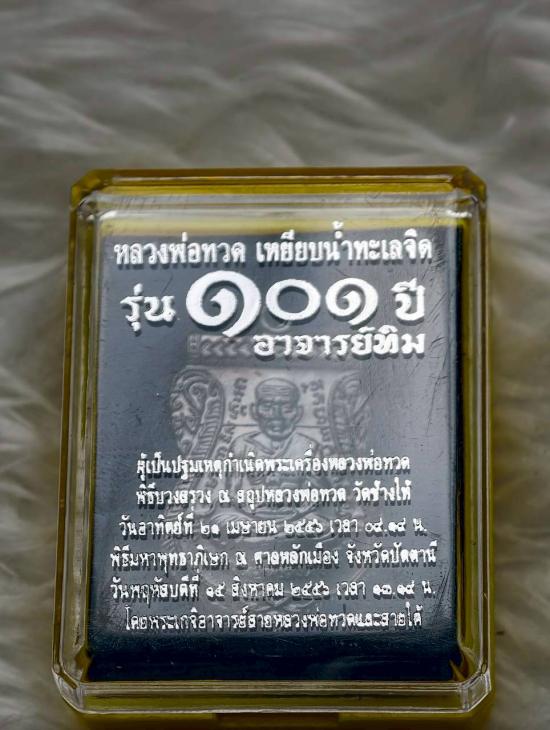 หลวงพ่อทวด เหยียบน้ำทะเลจืด
รุ่น ๑๐๑ ปี
อาจารย์ทิม
ผู้เป็นปฐมเหตุกำเนิดพระเครื่องหลวงพ่อทวด
พิธีบวงสรวง ณ สถูปหลวงพ่อทวด วัดช้างให้
วันอาทิตย์ที่ ๒๑ เมษายน ๒๕๕๖ เวลา ๐๙.๑๙ น.
พิธีมหาพุทธาภิเษก ณ ศาลหลักเมือง จังหวัดปัตตานี
วันพฤหัสบดีที่ ๑๕ สิงหาคม ๒๕๕๖ เวลา ๑๓.๑๙ น.
โดยพระเกจิอาจารย์สายหลวงพ่อทวดและสายใต้